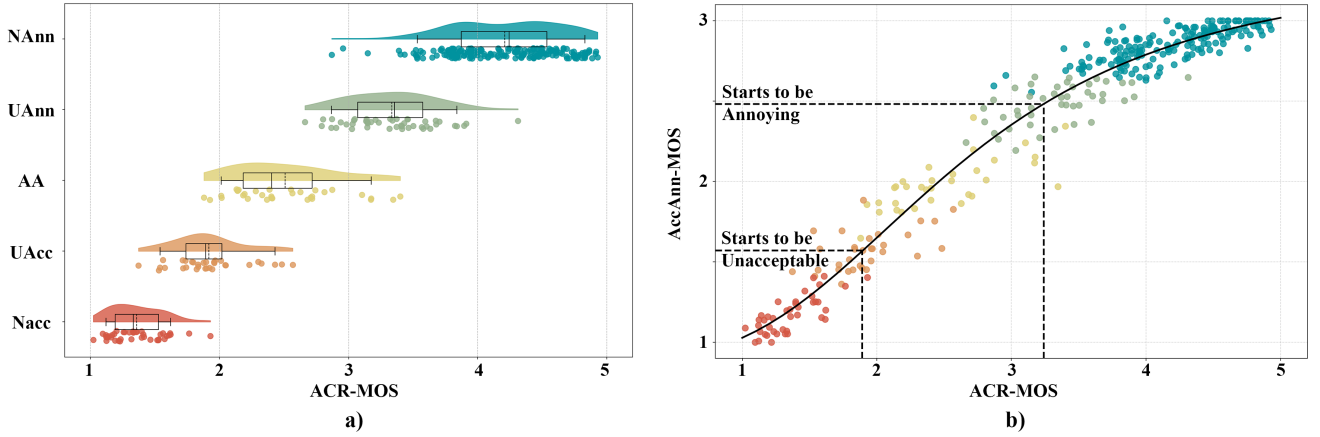 NAnn
UAnn
AA
UAcc
Nacc
1 2 3 4 5
ACR-MOS
a)
AccAnn-MOS
3
2
1
Starts to be
Annoying
Starts to be
Unacceptable
1 2 3 4 5
ACR-MOS
b)